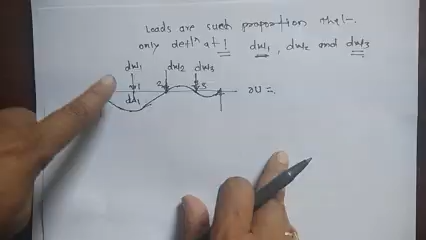 Loads are such proportion that
only defln at 1 dw1, dw2 and dw3
dw1 dw2 dw3
1 2 3 ∂U =
dΔ1